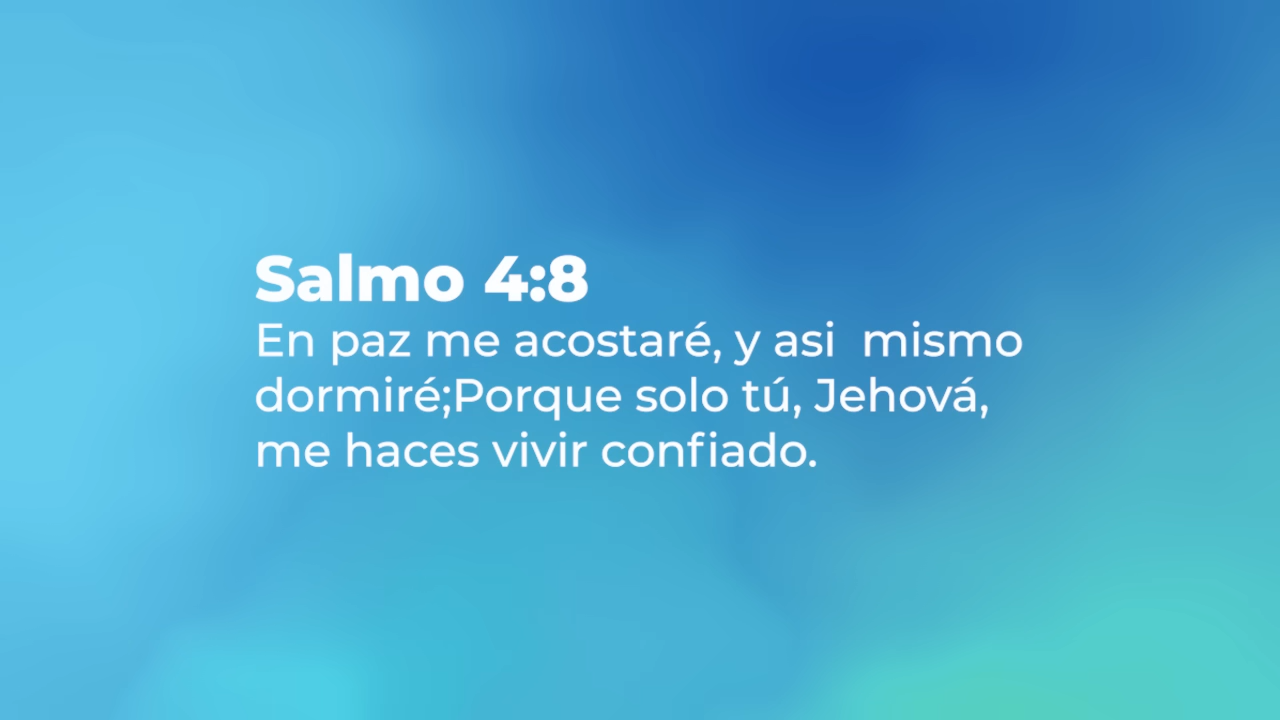 Salmo 4:8
En paz me acostaré, y asi  mismo
dormiré;Porque solo tú, Jehová,
me haces vivir confiado.